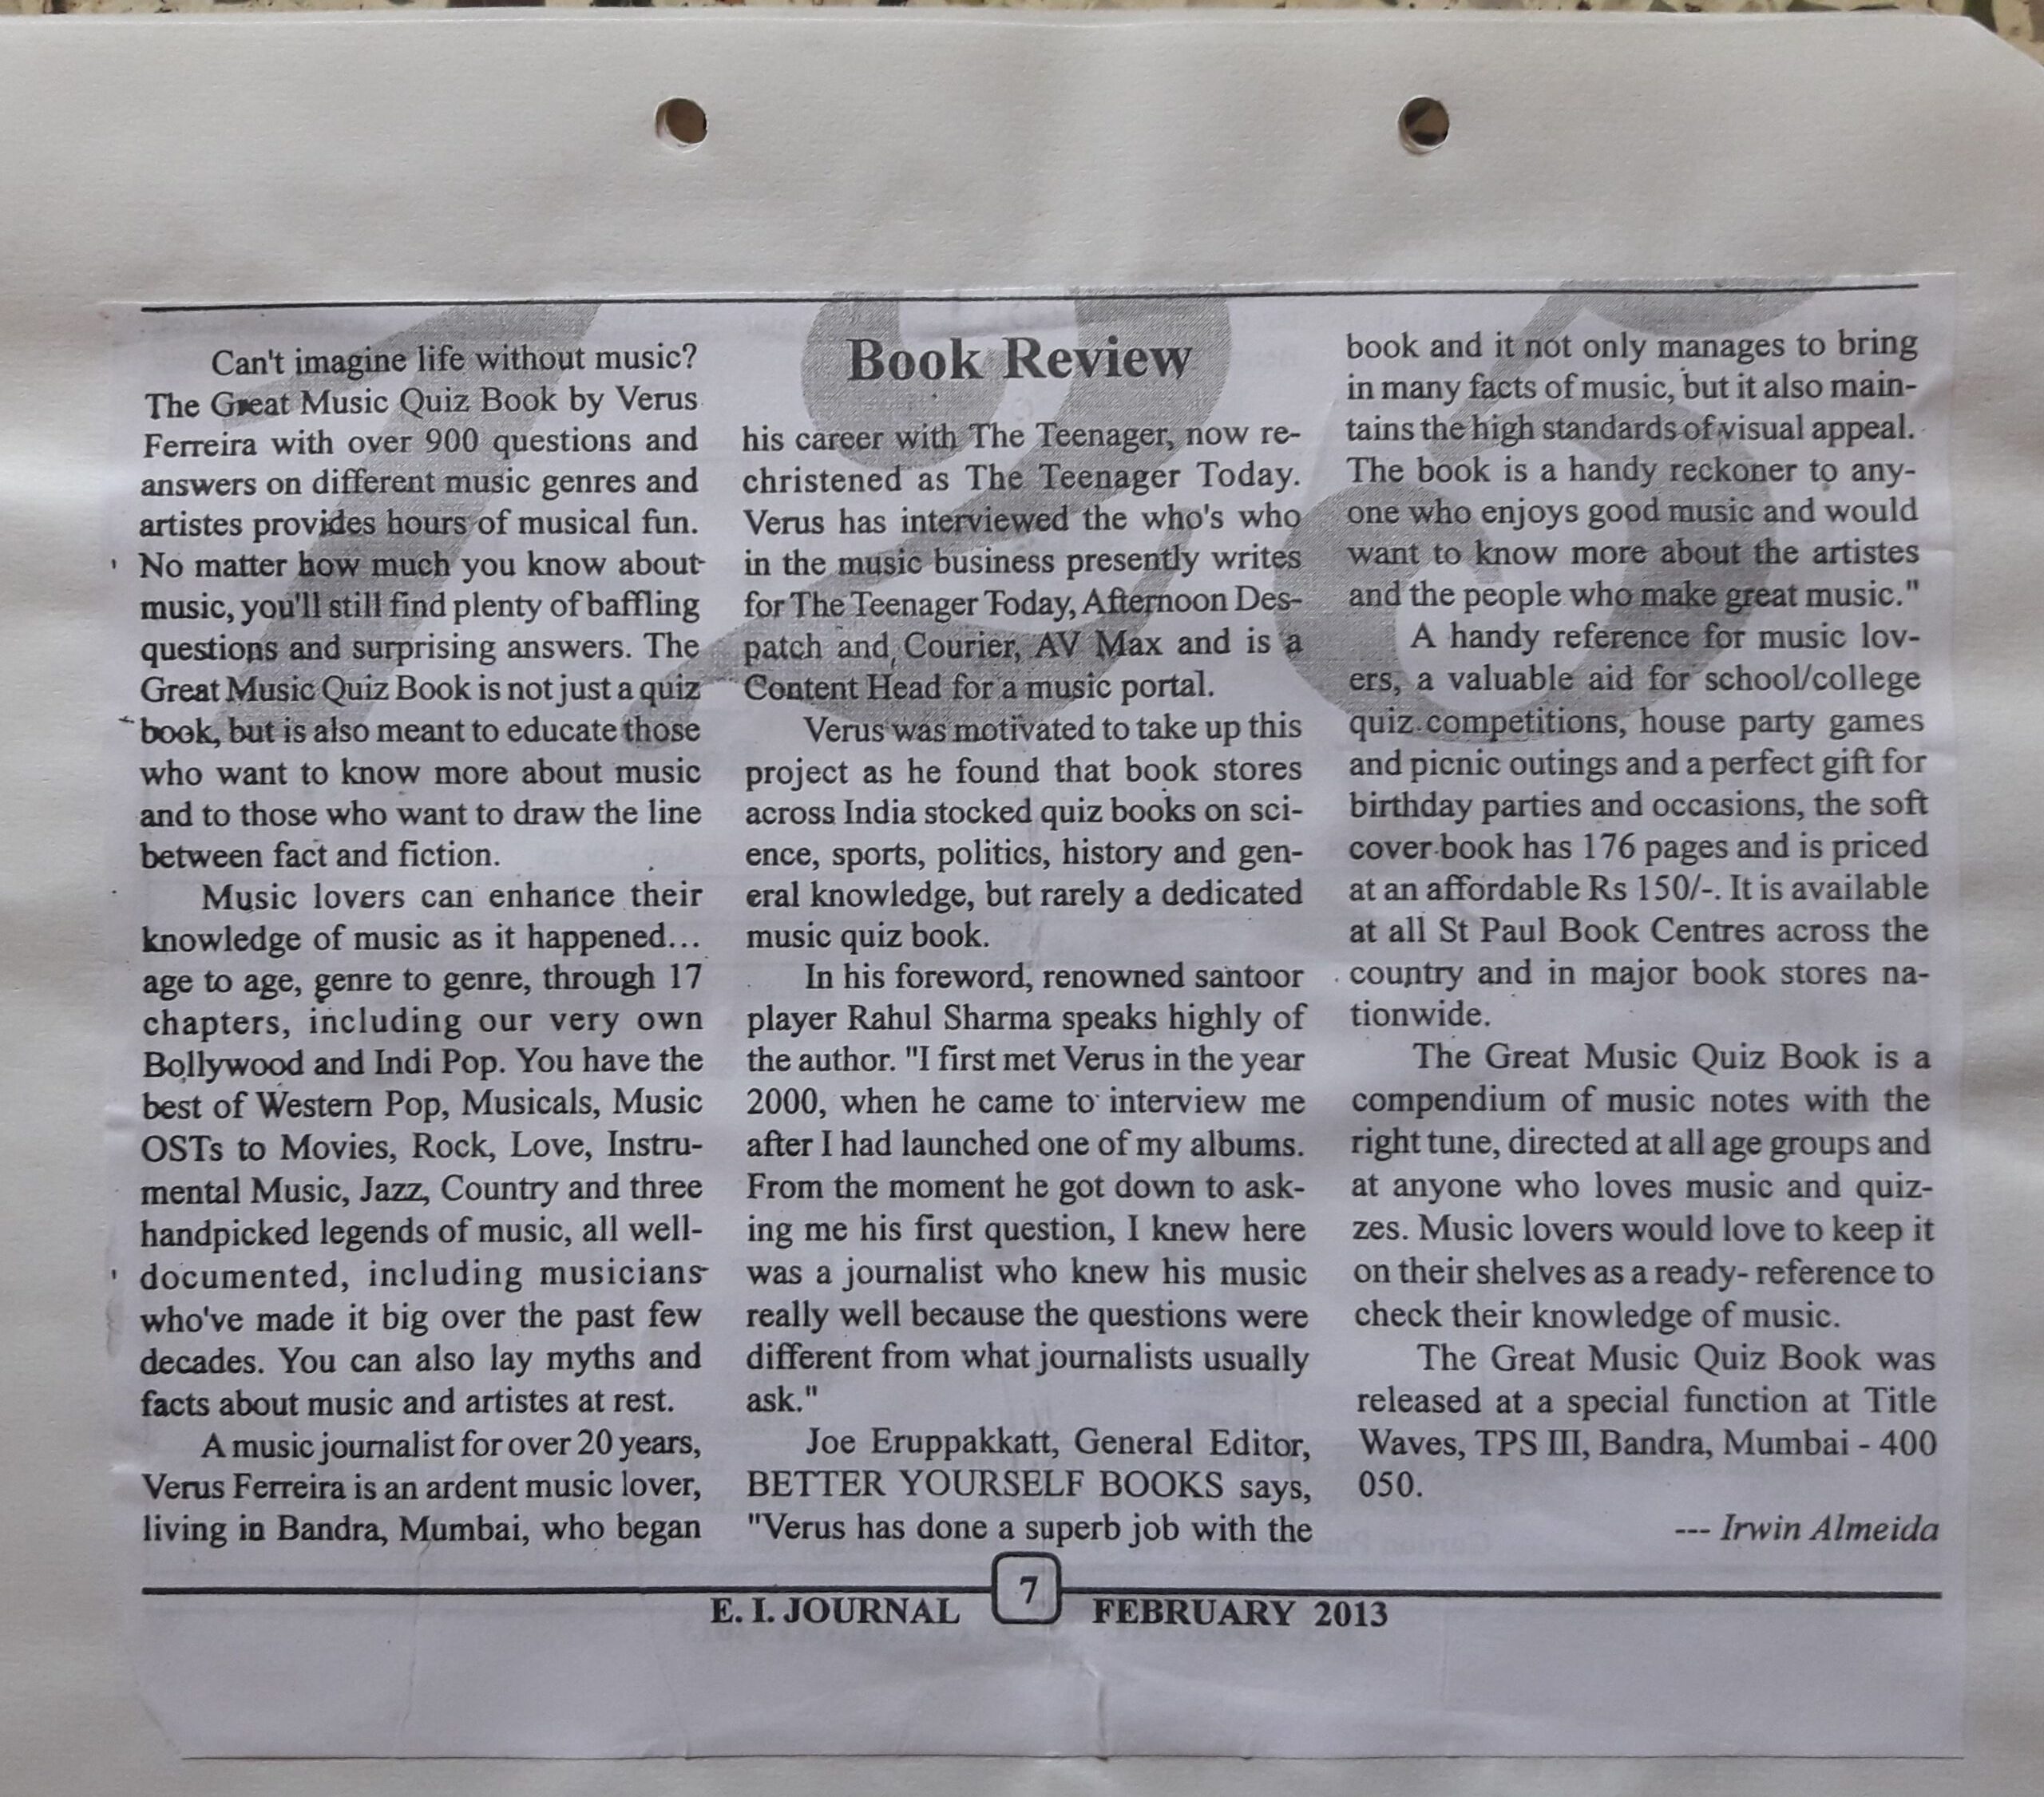 Book Review
Can't imagine life without music?
The Great Music Quiz Book by Verus
Ferreira with over 900 questions and
answers on different music genres and
artistes provides hours of musical fun.
No matter how much you know about
music, you'll still find plenty of baffling
questions and surprising answers. The
Great Music Quiz Book is not just a quiz
book, but is also meant to educate those
who want to know more about music
and to those who want to draw the line
between fact and fiction.
Music lovers can enhance their
knowledge of music as it happened...
age to age, genre to genre, through 17
chapters, including our very own
Bollywood and Indi Pop. You have the
best of Western Pop, Musicals, Music
OSTs to Movies, Rock, Love, Instru-
mental Music, Jazz, Country and three
handpicked legends of music, all well-
documented, including musicians
who've made it big over the past few
decades. You can also lay myths and
facts about music and artistes at rest.
A music journalist for over 20 years,
Verus Ferreira is an ardent music lover,
living in Bandra, Mumbai, who began
his career with The Teenager, now re-
christened as The Teenager Today.
Verus has interviewed the who's who
in the music business presently writes
for The Teenager Today, Afternoon Des-
patch and Courier, AV Max and is a
Content Head for a music portal.
Verus was motivated to take up this
project as he found that book stores
across India stocked quiz books on sci-
ence, sports, politics, history and gen-
eral knowledge, but rarely a dedicated
music quiz book.
In his foreword, renowned santoor
player Rahul Sharma speaks highly of
the author. "I first met Verus in the year
2000, when he came to interview me
after I had launched one of my albums.
From the moment he got down to ask-
ing me his first question, I knew here
was a journalist who knew his music
really well because the questions were
different from what journalists usually
ask."
Joe Eruppakkatt, General Editor,
BETTER YOURSELF BOOKS says,
"Verus has done a superb job with the
book and it not only manages to bring
in many facts of music, but it also main-
tains the high standards of visual appeal.
The book is a handy reckoner to any-
one who enjoys good music and would
want to know more about the artistes
and the people who make great music."
A handy reference for music lov-
ers, a valuable aid for school/college
quiz competitions, house party games
and picnic outings and a perfect gift for
birthday parties and occasions, the soft
cover book has 176 pages and is priced
at an affordable Rs 150/-. It is available
at all St Paul Book Centres across the
country and in major book stores na-
tionwide.
The Great Music Quiz Book is a
compendium of music notes with the
right tune, directed at all age groups and
at anyone who loves music and quiz-
zes. Music lovers would love to keep it
on their shelves as a ready- reference to
check their knowledge of music.
The Great Music Quiz Book was
released at a special function at Title
Waves, TPS III, Bandra, Mumbai - 400
050.
--- Irwin Almeida
E. I. JOURNAL 7 FEBRUARY 2013